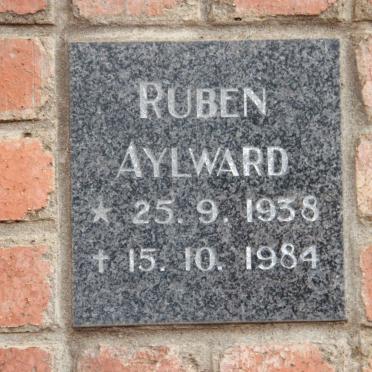 RUBEN
AYLWARD
★ 25. 9. 1938
† 15. 10. 1984